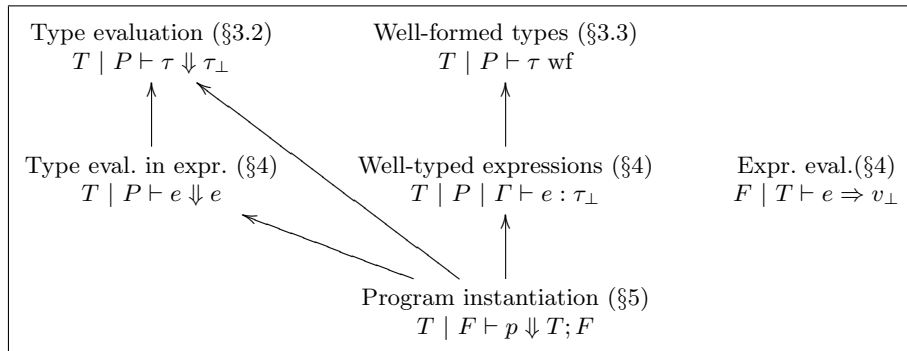 Type evaluation (§3.2) Well-formed types (§3.3)
T | P ⊢ τ ⇓ τ⊥ T | P ⊢ τ wf
Type eval. in expr. (§4) Well-typed expressions (§4) Expr. eval.(§4)
T | P ⊢ e ⇓ e T | P | Γ ⊢ e : τ⊥ F | T ⊢ e ⇒ v⊥
Program instantiation (§5)
T | F ⊢ p ⇓ T; F